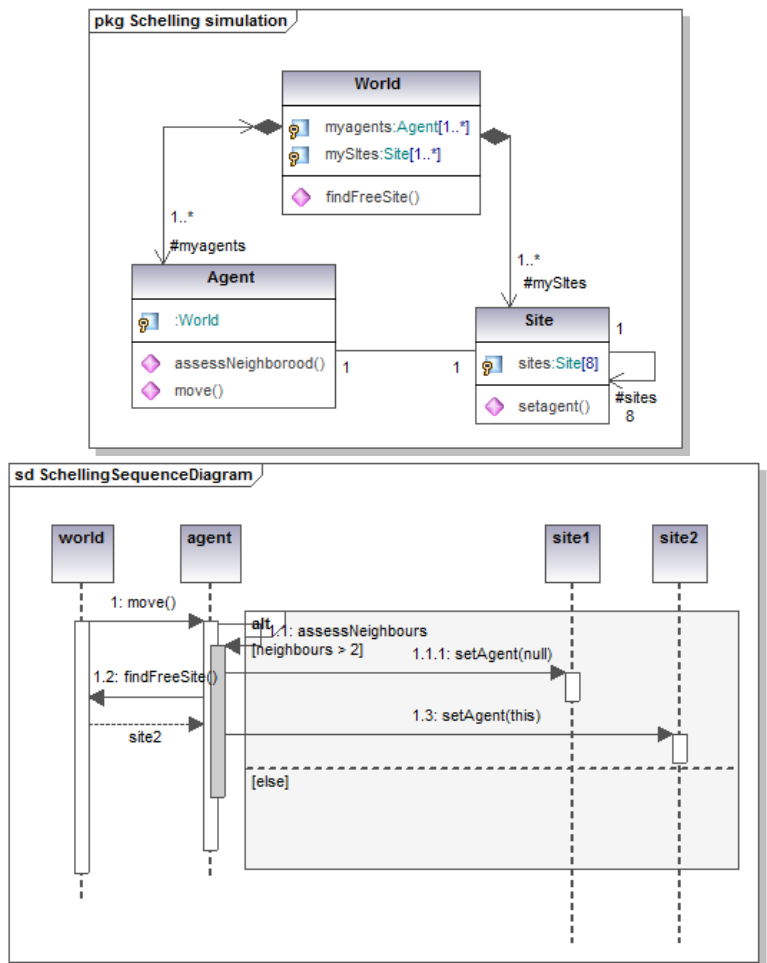 pkg Schelling simulation
World
myagents:Agent[1..*]
mySItes:Site[1..*]
findFreeSite()
1..*
#myagents
1..*
#mySItes
Agent
:World
assessNeighborood()
move()
1
1
Site
sites:Site[8]
setagent()
1
#sites
8
sd SchellingSequenceDiagram
world
agent
site1
site2
1: move()
alt
1.1: assessNeighbours
[neighbours > 2]
1.1.1: setAgent(null)
1.2: findFreeSite()
1.3: setAgent(this)
site2
[else]